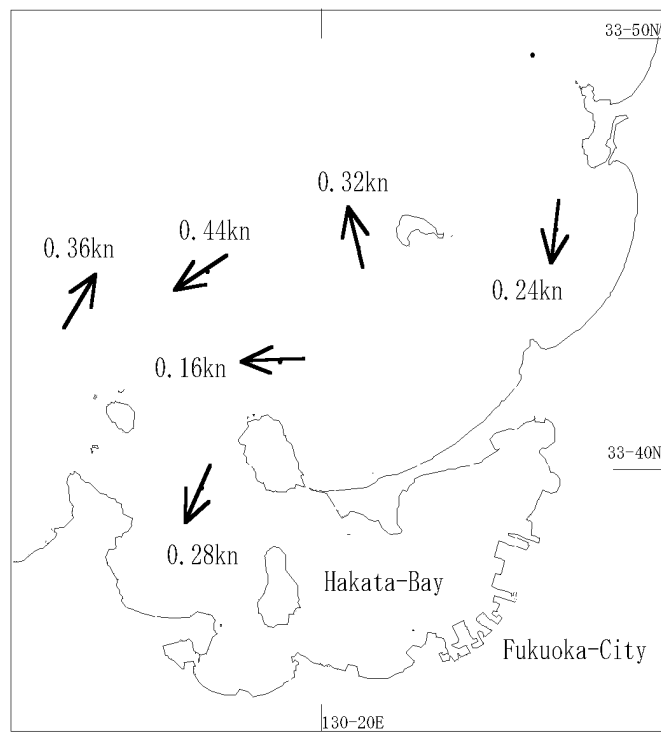 33-50N
0.32kn
0.44kn
0.36kn
0.24kn
0.16kn
33-40N
0.28kn
Hakata-Bay
Fukuoka-City
130-20E